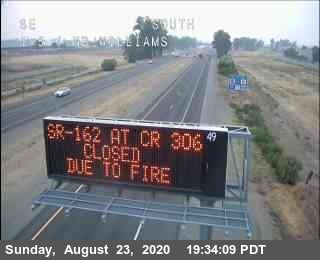 SE SOUTH
WILLIAMS
SR-162 AT CR 306
CLOSED
DUE TO FIRE
49
Sunday, August 23, 2020 19:34:09 PDT